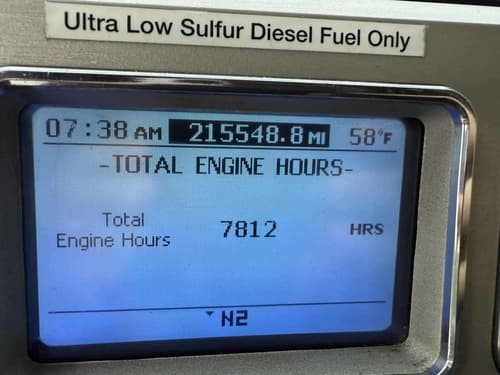 Ultra Low Sulfur Diesel Fuel Only
07:38 AM 215548.8 MI 58°F
-TOTAL ENGINE HOURS-
Total
Engine Hours 7812 HRS
N2